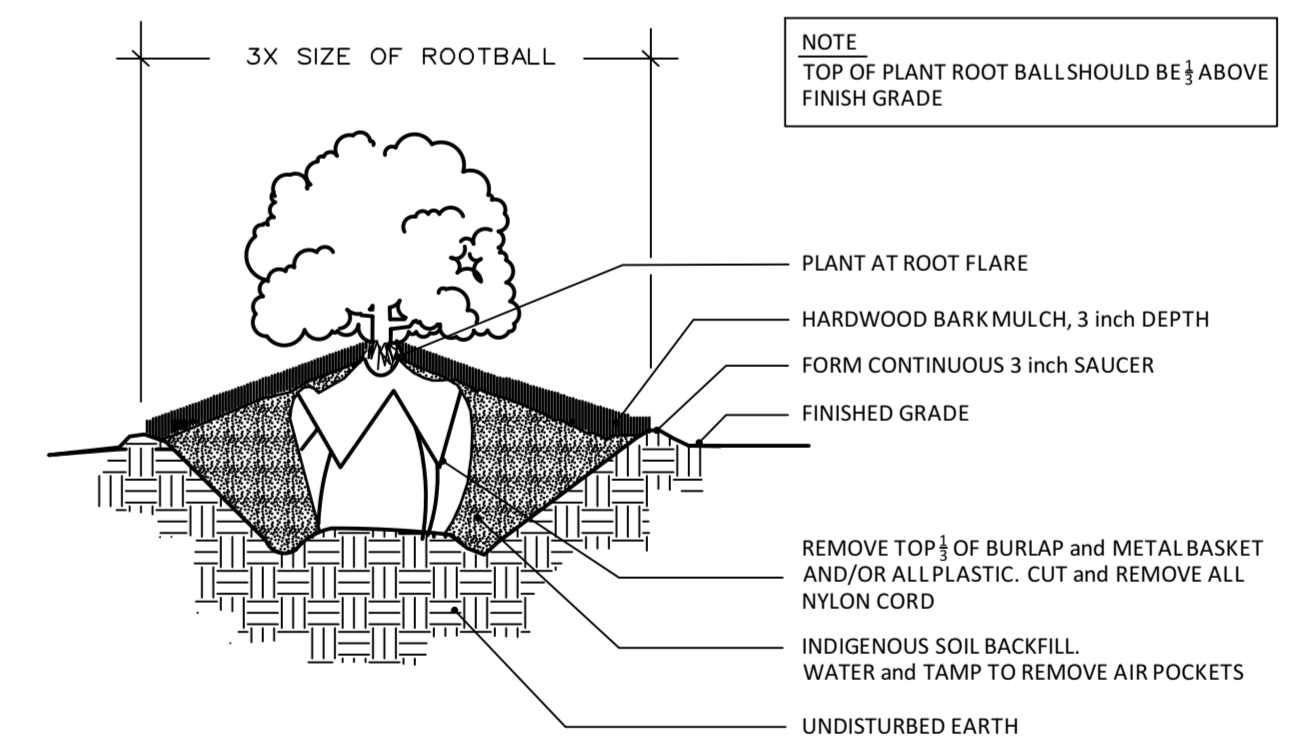 3X SIZE OF ROOTBALL
NOTE
TOP OF PLANT ROOT BALL SHOULD BE ⅓ ABOVE
FINISH GRADE
PLANT AT ROOT FLARE
HARDWOOD BARK MULCH, 3 inch DEPTH
FORM CONTINUOUS 3 inch SAUCER
FINISHED GRADE
REMOVE TOP ⅓ OF BURLAP and METAL BASKET
AND/OR ALL PLASTIC. CUT and REMOVE ALL
NYLON CORD
INDIGENOUS SOIL BACKFILL.
WATER and TAMP TO REMOVE AIR POCKETS
UNDISTURBED EARTH